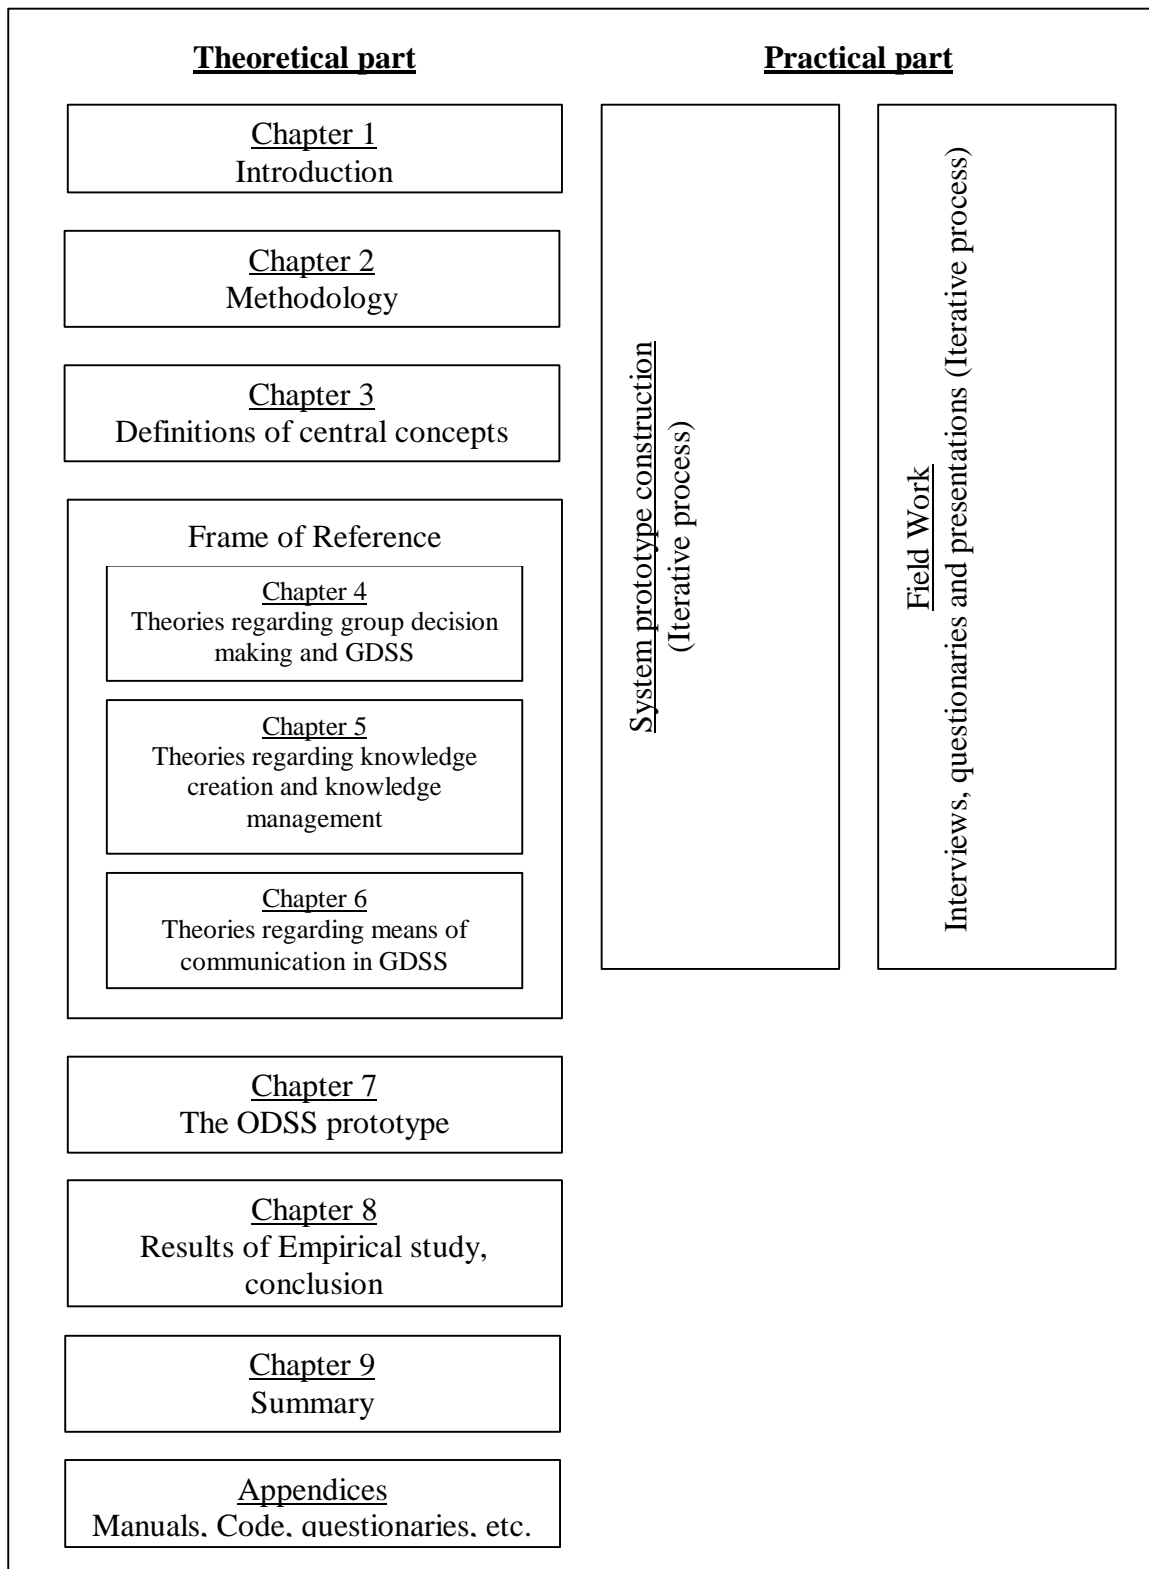 Theoretical part
Practical part
Chapter 1
Introduction
Chapter 2
Methodology
Chapter 3
Definitions of central concepts
Frame of Reference
Chapter 4
Theories regarding group decision
making and GDSS
Chapter 5
Theories regarding knowledge
creation and knowledge
management
Chapter 6
Theories regarding means of
communication in GDSS
Chapter 7
The ODSS prototype
Chapter 8
Results of Empirical study,
conclusion
Chapter 9
Summary
Appendices
Manuals, Code, questionaries, etc.
System prototype construction
(Iterative process)
Field Work
Interviews, questionaries and presentations (Iterative process)